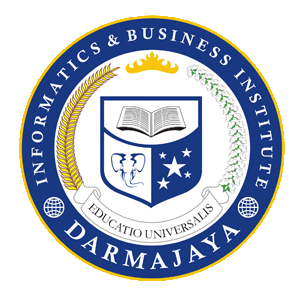 INFORMATICS & BUSINESS INSTITUTE
EDUCATIO UNIVERSALIS
DARMAJAYA